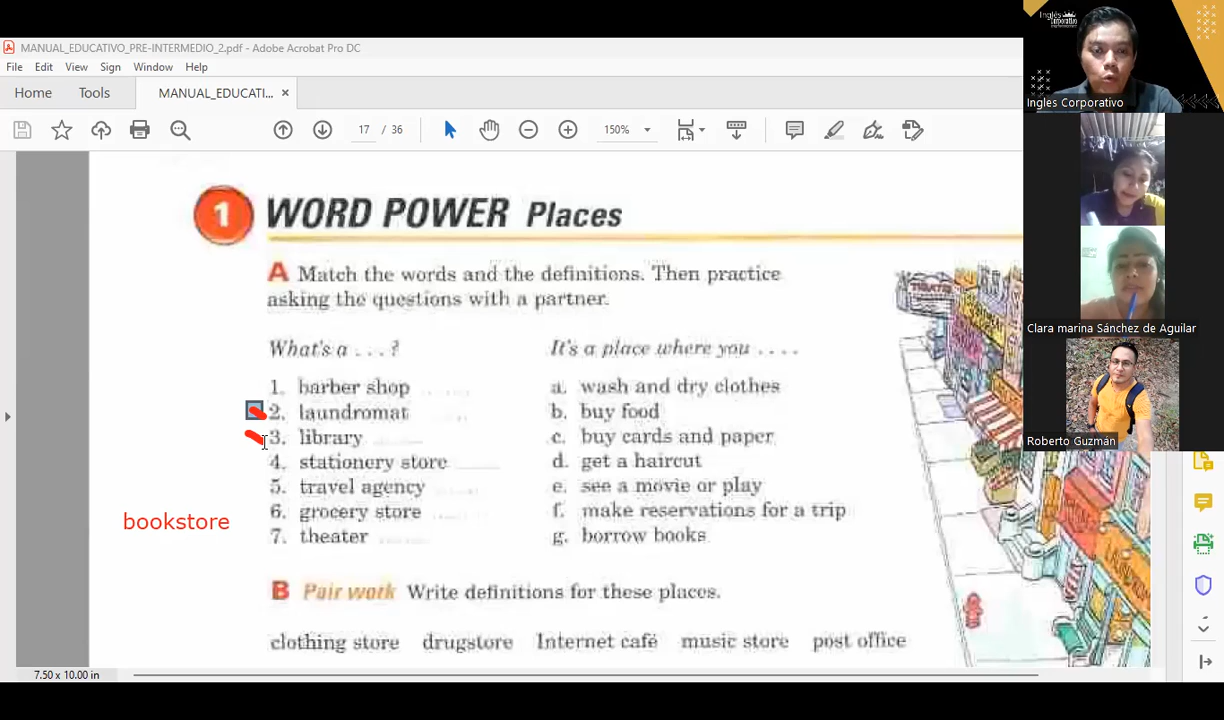 MANUAL_EDUCATIVO_PRE-INTERMEDIO_2.pdf - Adobe Acrobat Pro DC
File Edit View Sign Window Help
Home Tools MANUAL_EDUCATI... ×
17 / 36 150%
1 WORD POWER Places
A Match the words and the definitions. Then practice
asking the questions with a partner.
What's a . . . ? It's a place where you . . . .
1. barber shop a. wash and dry clothes
2. laundromat b. buy food
3. library c. buy cards and paper
4. stationery store d. get a haircut
5. travel agency e. see a movie or play
6. grocery store f. make reservations for a trip
7. theater g. borrow books
bookstore
B Pair work Write definitions for these places.
clothing store drugstore Internet café music store post office
7.50 x 10.00 in
THEATER
Inglés
Corporativo
Ingles Corporativo
Clara marina Sánchez de Aguilar
Roberto Guzmán